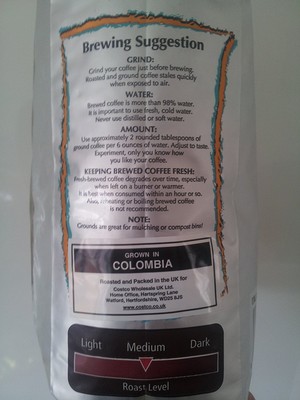 Brewing Suggestion
GRIND:
Grind your coffee just before brewing.
Roasted and ground coffee stales quickly
when exposed to air.
WATER:
Brewed coffee is more than 98% water.
It is important to use fresh, cold water.
Never use distilled or soft water.
AMOUNT:
Use approximately 2 rounded tablespoons of
ground coffee per 6 ounces of water. Adjust to taste.
Experiment, only you know how
you like your coffee.
KEEPING BREWED COFFEE FRESH:
Fresh brewed coffee degrades over time, especially
when left on a burner or warmer.
It is best when consumed within an hour or so.
Also, reheating or boiling brewed coffee
is not recommended.
NOTE:
Grounds are great for mulching or compost bins!
GROWN IN
COLOMBIA
Roasted and Packed in the UK for
Costco Wholesale UK Ltd.
Home Office, Hartspring Lane
Watford, Hertfordshire, WD25 8JS
www.costco.co.uk
Light Medium Dark
Roast Level